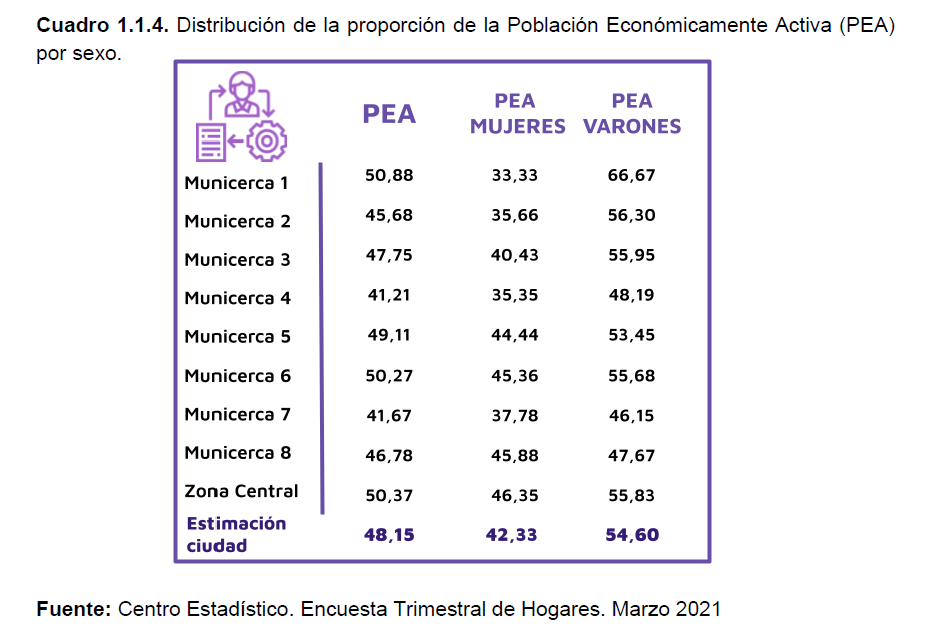 Cuadro 1.1.4. Distribución de la proporción de la Población Económicamente Activa (PEA)
por sexo.
PEA PEA MUJERES PEA VARONES
Municerca 1 50,88 33,33 66,67
Municerca 2 45,68 35,66 56,30
Municerca 3 47,75 40,43 55,95
Municerca 4 41,21 35,35 48,19
Municerca 5 49,11 44,44 53,45
Municerca 6 50,27 45,36 55,68
Municerca 7 41,67 37,78 46,15
Municerca 8 46,78 45,88 47,67
Zona Central 50,37 46,35 55,83
Estimación ciudad 48,15 42,33 54,60
Fuente: Centro Estadístico. Encuesta Trimestral de Hogares. Marzo 2021